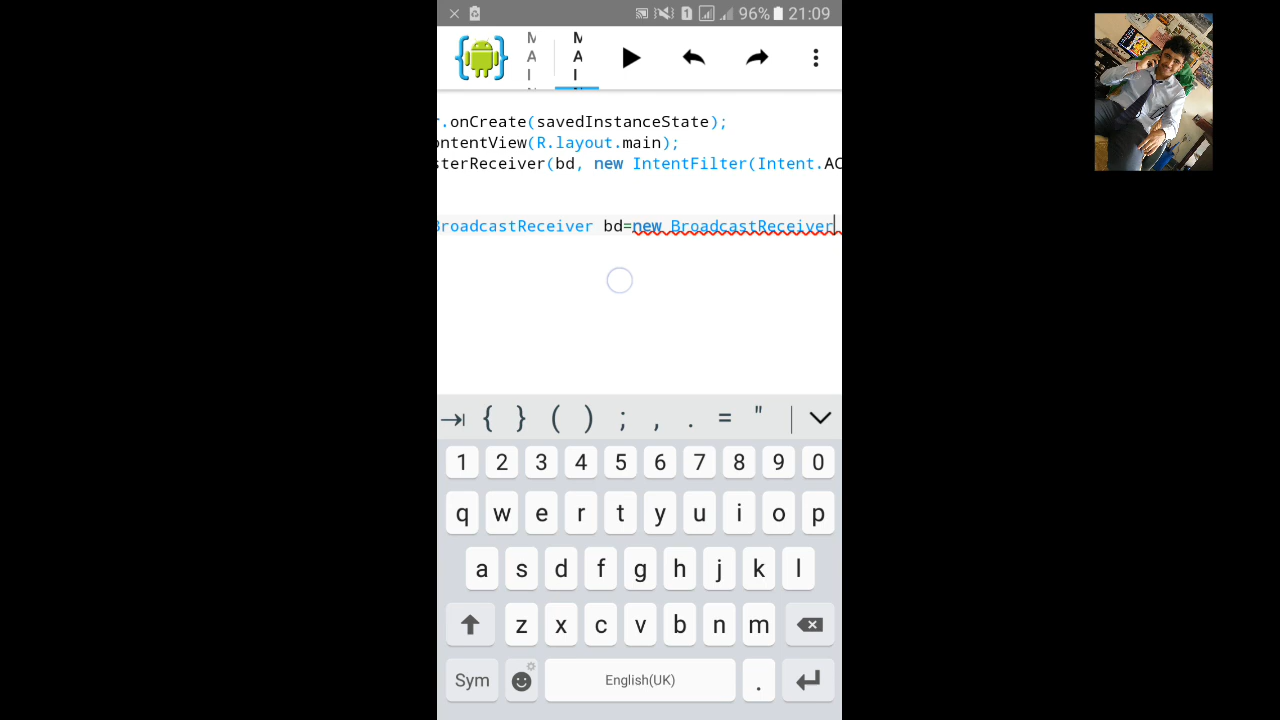 96% 21:09
1
{ }
M
A
I
N
M
A
I
r.onCreate(savedInstanceState);
ontentView(R.layout.main);
sterReceiver(bd, new IntentFilter(Intent.AC
BroadcastReceiver bd=new BroadcastReceiver
{ } ( ) ; , . = " |
1 2 3 4 5 6 7 8 9 0
q w e r t y u i o p
a s d f g h j k l
z x c v b n m
Sym English(UK) .